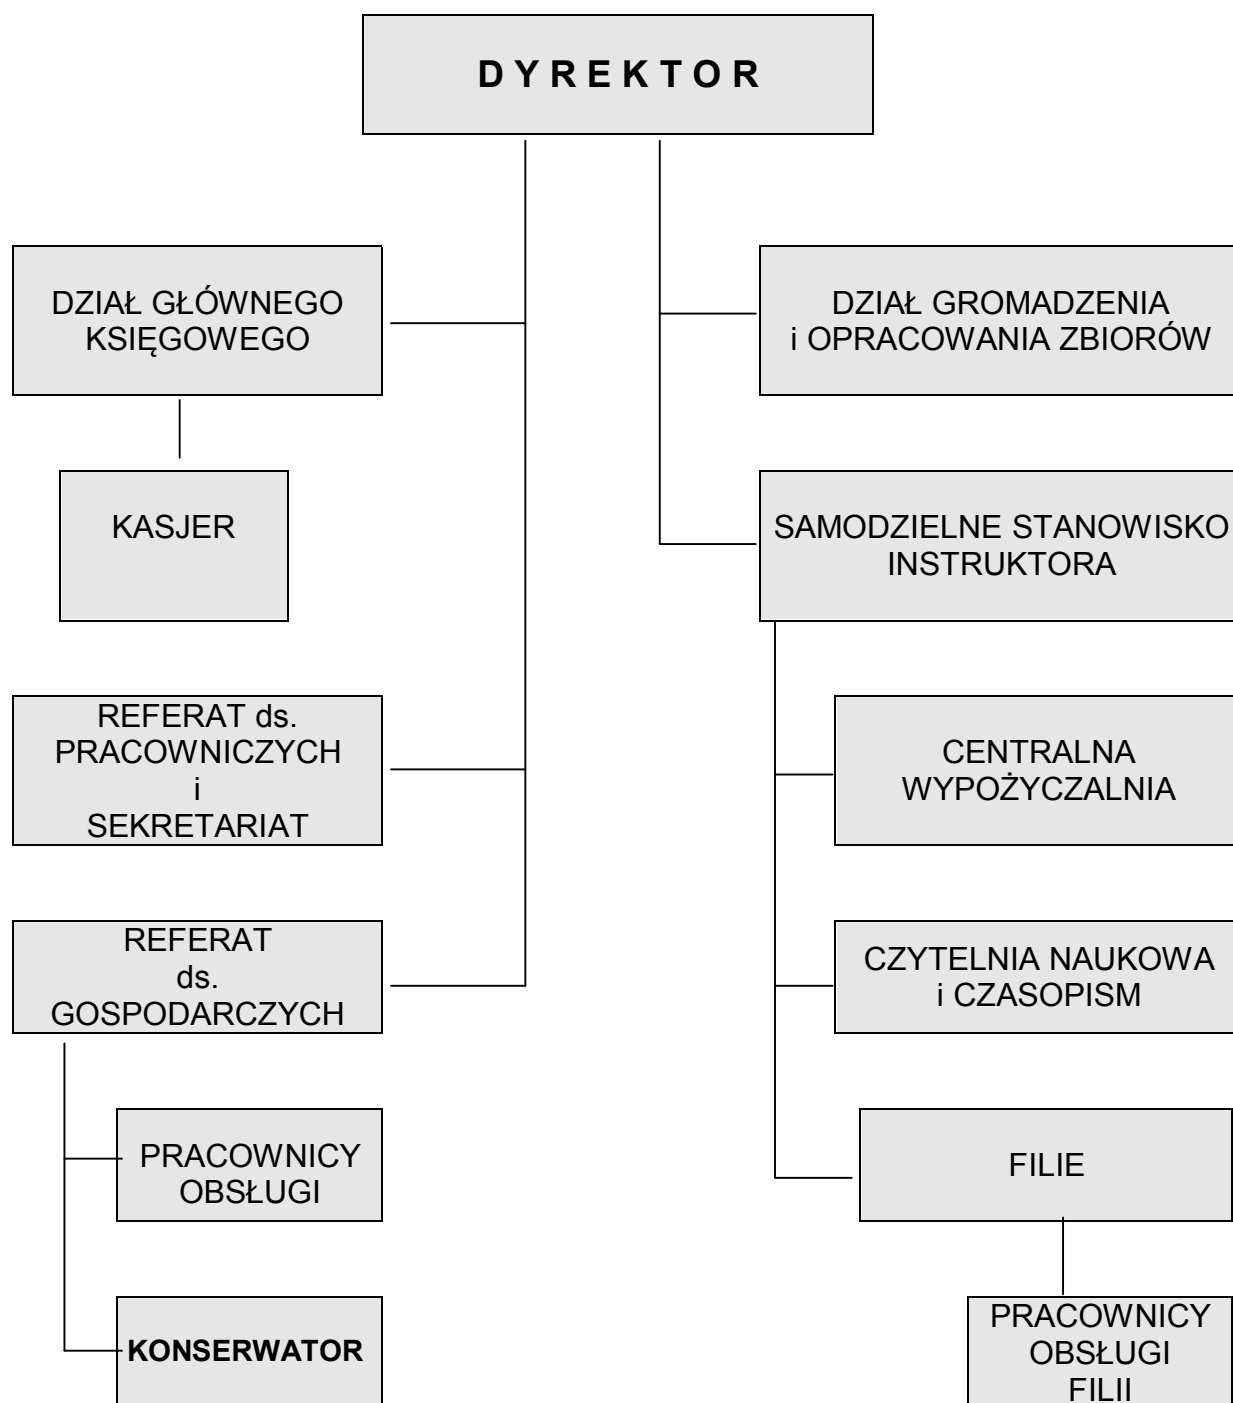 D Y R E K T O R
DZIAŁ GŁÓWNEGO
KSIĘGOWEGO
DZIAŁ GROMADZENIA
i OPRACOWANIA ZBIORÓW
KASJER
SAMODZIELNE STANOWISKO
INSTRUKTORA
REFERAT ds.
PRACOWNICZYCH
i
SEKRETARIAT
CENTRALNA
WYPOŻYCZALNIA
REFERAT
ds.
GOSPODARCZYCH
CZYTELNIA NAUKOWA
i CZASOPISM
PRACOWNICY
OBSŁUGI
FILIE
KONSERWATOR
PRACOWNICY
OBSŁUGI
FILII